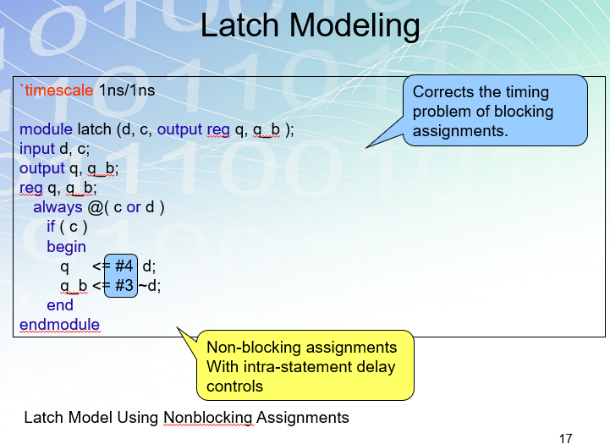 Latch Modeling
`timescale 1ns/1ns
Corrects the timing
problem of blocking
assignments.
module latch (d, c, output reg q, q_b );
input d, c;
output q, q_b;
reg q, q_b;
always @( c or d )
if ( c )
begin
q <= #4 d;
q_b <= #3 ~d;
end
endmodule
Non-blocking assignments
With intra-statement delay
controls
Latch Model Using Nonblocking Assignments
17